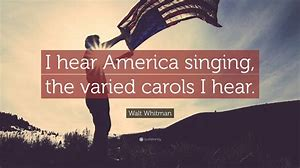 I hear America singing,
the varied carols I hear.
Walt Whitman